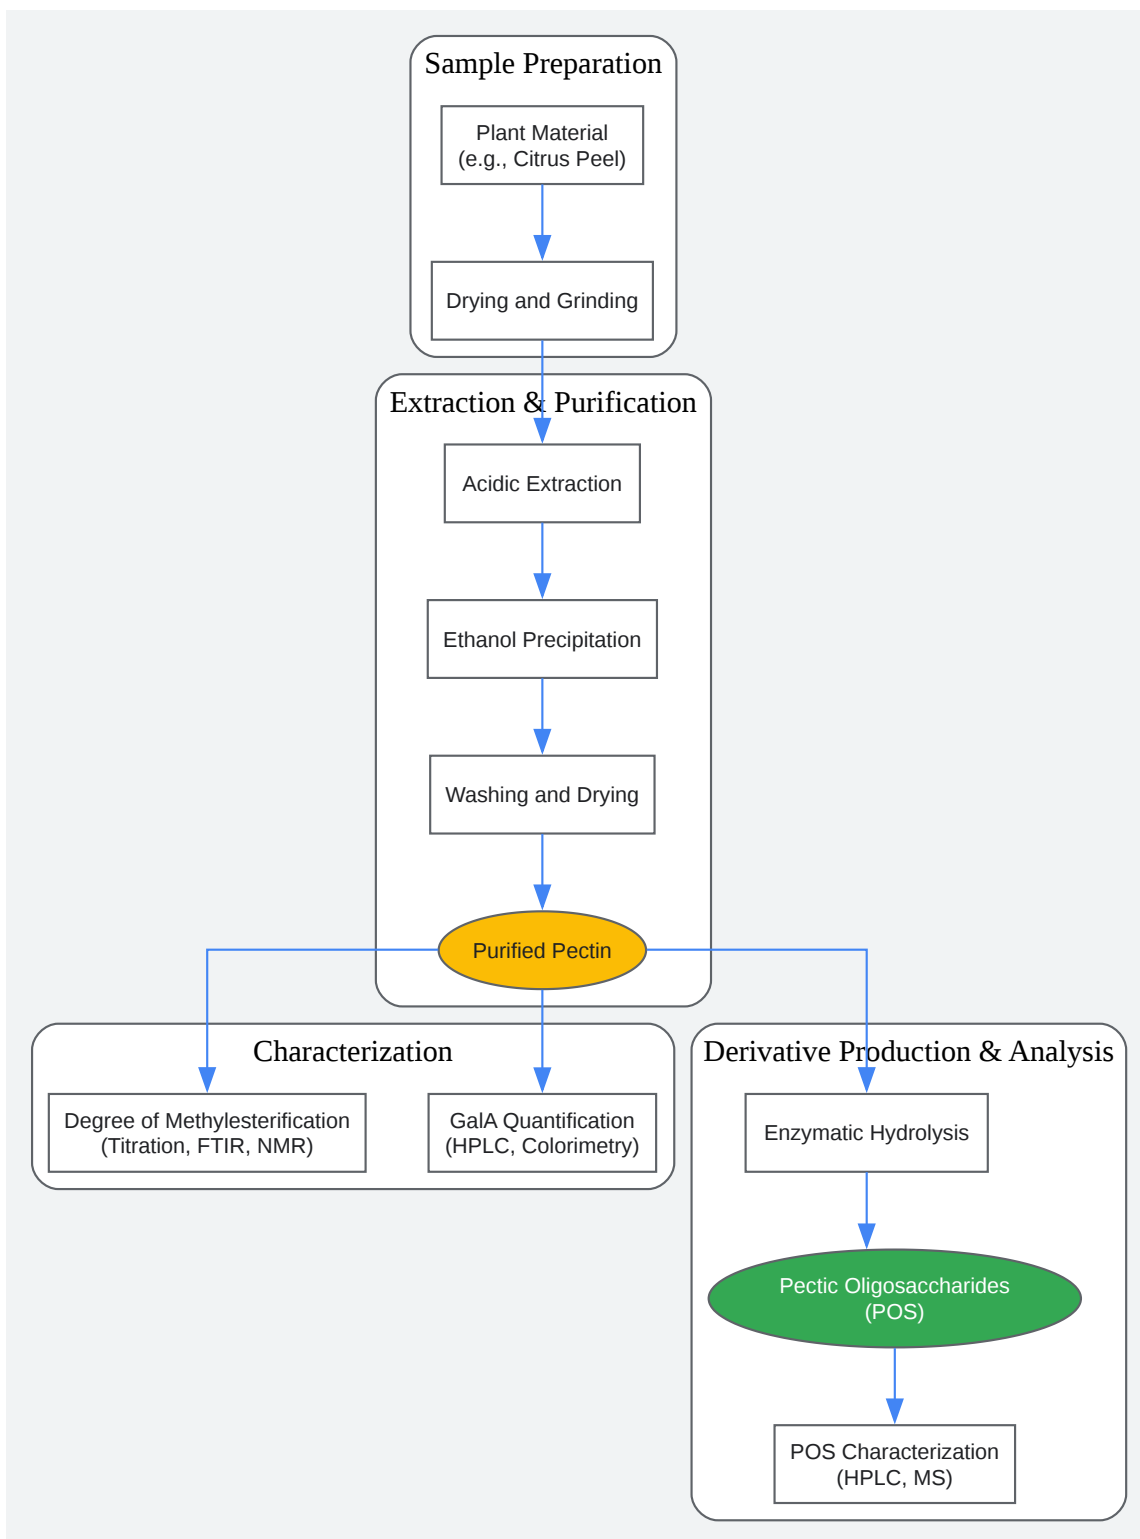 Sample Preparation
Plant Material
(e.g., Citrus Peel)
Drying and Grinding
Extraction & Purification
Acidic Extraction
Ethanol Precipitation
Washing and Drying
Purified Pectin
Characterization
Degree of Methylesterification
(Titration, FTIR, NMR)
GalA Quantification
(HPLC, Colorimetry)
Derivative Production & Analysis
Enzymatic Hydrolysis
Pectic Oligosaccharides
(POS)
POS Characterization
(HPLC, MS)